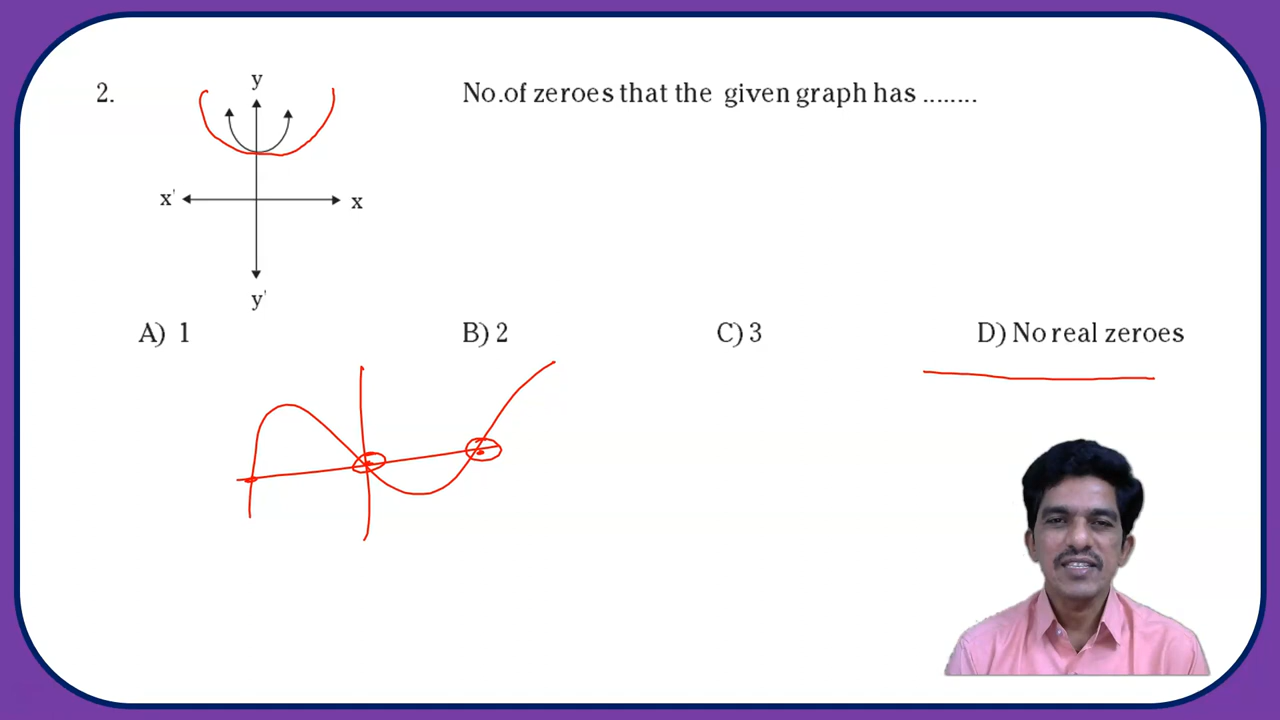 2.
No.of zeroes that the given graph has ........
y
x'
x
y'
A) 1
B) 2
C) 3
D) No real zeroes